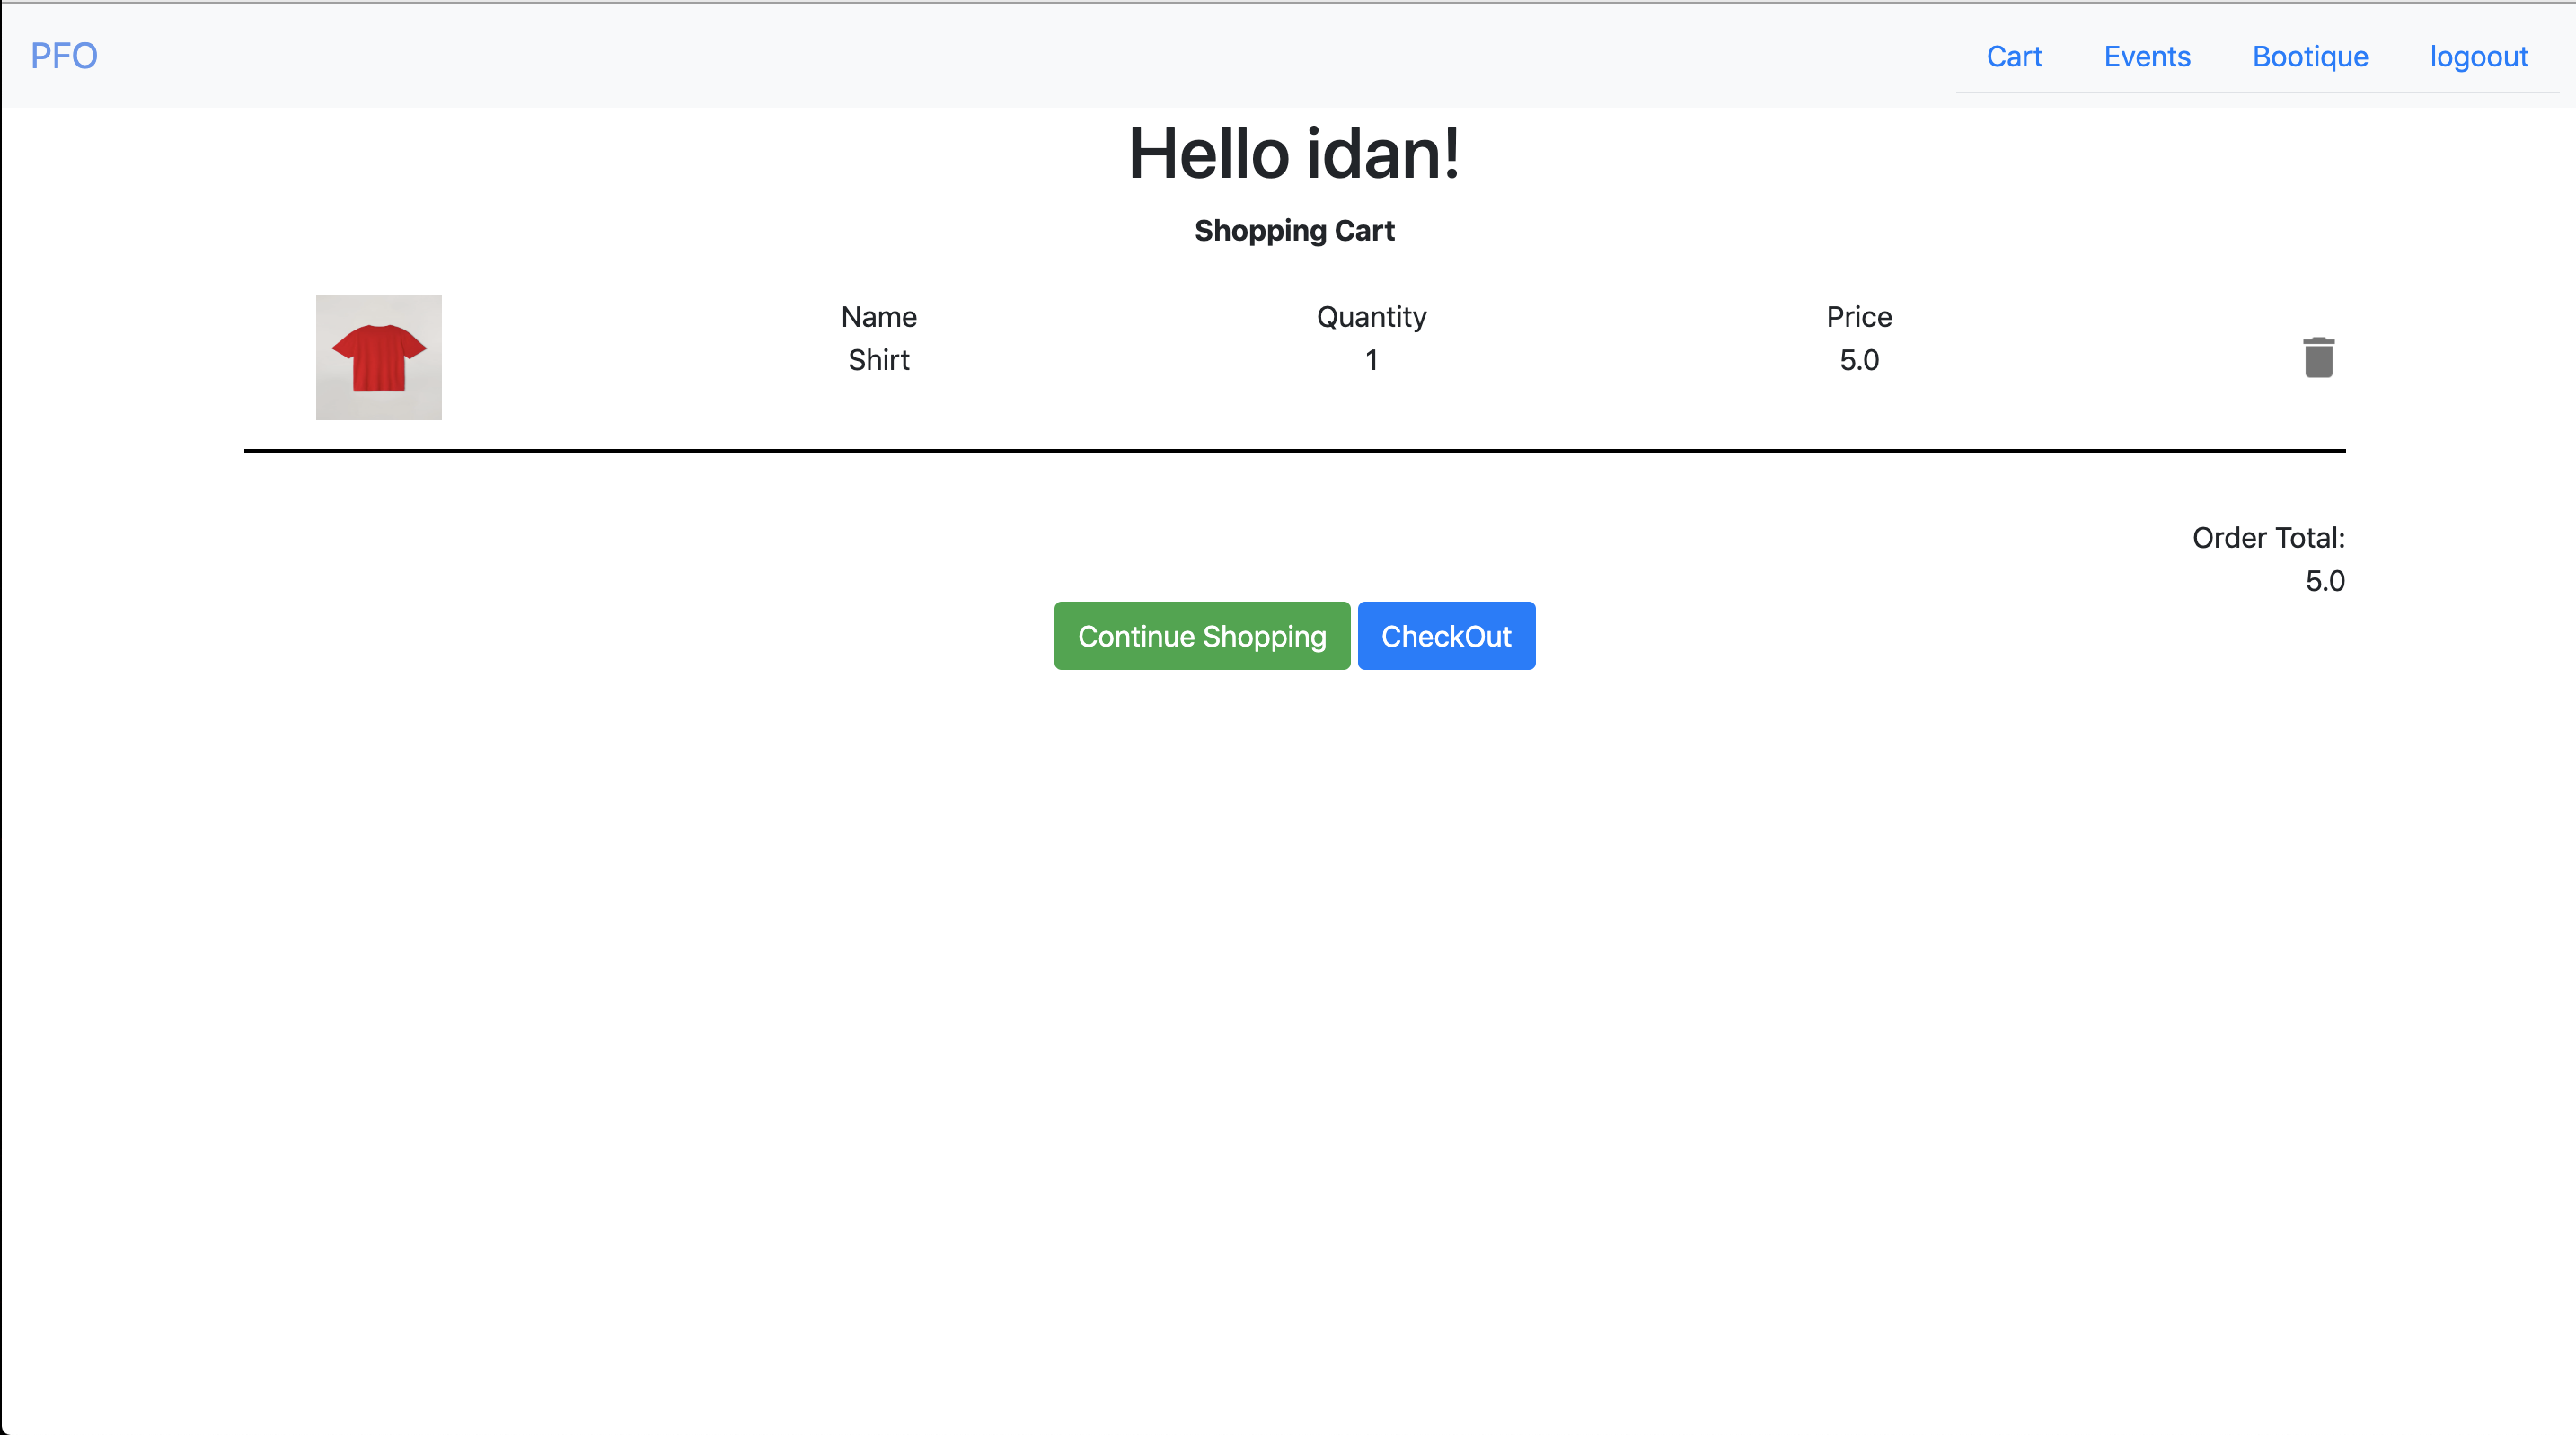 PFO Cart Events Bootique logoout
Hello idan!
Shopping Cart
Name Quantity Price
Shirt 1 5.0
Order Total:
5.0
Continue Shopping CheckOut